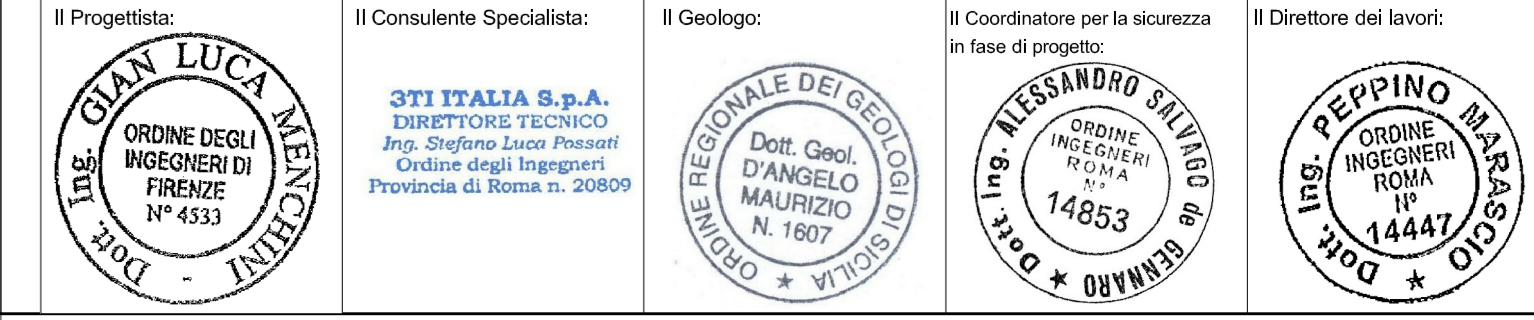 Il Progettista:
Dott. Ing. GIAN LUCA MENCHINI -
ORDINE DEGLI
INGEGNERI DI
FIRENZE
N° 4533
Il Consulente Specialista:
3TI ITALIA S.p.A.
DIRETTORE TECNICO
Ing. Stefano Luca Possati
Ordine degli Ingegneri
Provincia di Roma n. 20809
Il Geologo:
ORDINE REGIONALE DEI GEOLOGI DI SICILIA ★
Dott. Geol.
D'ANGELO
MAURIZIO
N. 1607
Il Coordinatore per la sicurezza
in fase di progetto:
Dott. Ing. ALESSANDRO SALVAGO de GENNARO ★
ORDINE
INGEGNERI
ROMA
N°
14853
Il Direttore dei lavori:
Dott. Ing. PEPPINO MARASCIO ★
ORDINE
INGEGNERI
ROMA
N°
14447